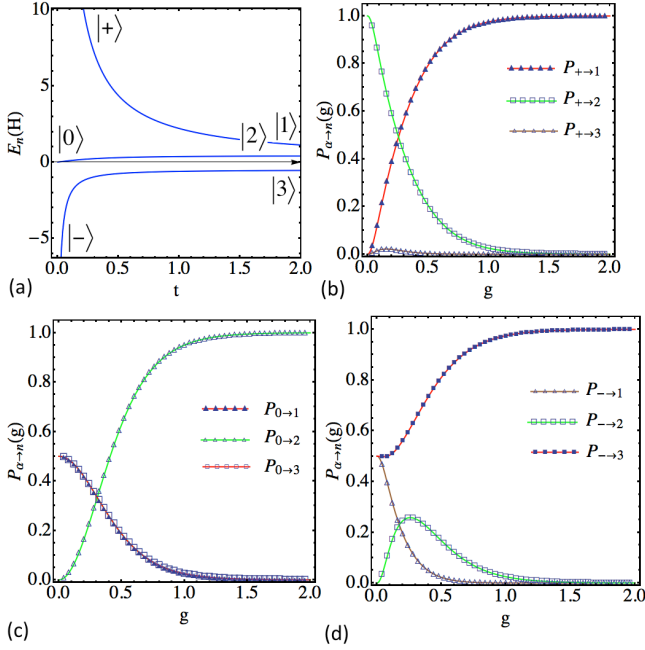 10
5
0
−5
E_n(H)
|+⟩
|0⟩
|−⟩
|2⟩
|1⟩
|3⟩
0.0 0.5 1.0 1.5 2.0
t
(a)
1.0
0.8
0.6
0.4
0.2
0.0
P_{α→n}(g)
P_{+→1}
P_{+→2}
P_{+→3}
0.0 0.5 1.0 1.5 2.0
g
(b)
1.0
0.8
0.6
0.4
0.2
0.0
P_{α→n}(g)
P_{0→1}
P_{0→2}
P_{0→3}
0.0 0.5 1.0 1.5 2.0
g
(c)
1.0
0.8
0.6
0.4
0.2
0.0
P_{α→n}(g)
P_{−→1}
P_{−→2}
P_{−→3}
0.0 0.5 1.0 1.5 2.0
g
(d)